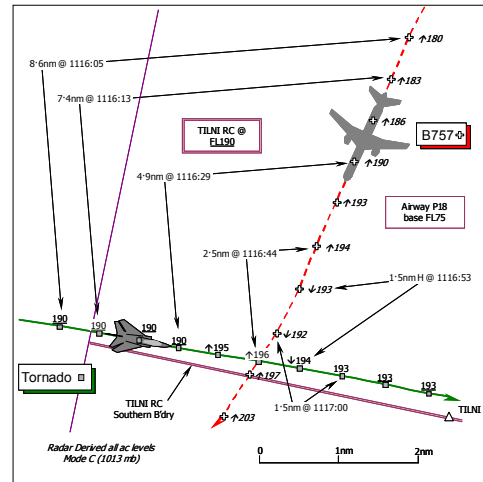 ↑180
8·6nm @ 1116:05
↑183
7·4nm @ 1116:13
↑186
TILNI RC @
FL190
B757
↑190
4·9nm @ 1116:29
↑193
Airway P18
base FL75
↑194
2·5nm @ 1116:44
↓193
1·5nm H @ 1116:53
190
190
190
↓192
190
↑195
↑196
↓194
193
193
193
↑197
Tornado
TILNI RC
Southern B'dry
1·5nm @ 1117:00
TILNI
↑203
Radar Derived all ac levels
Mode C (1013 mb)
0
1nm
2nm